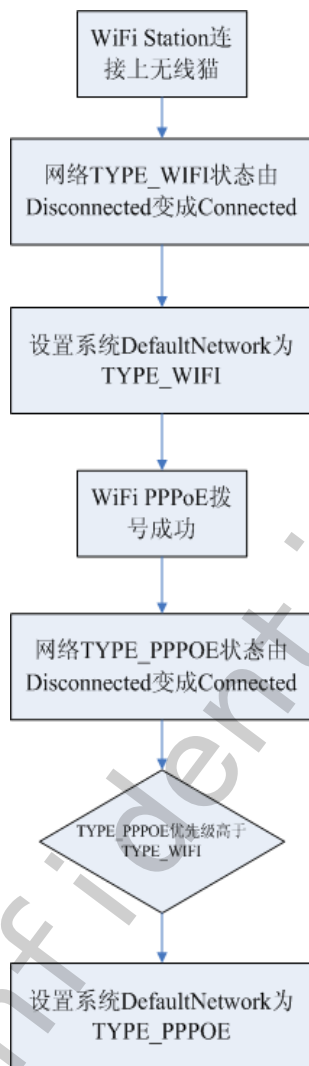 WiFi Station连
接上无线猫
网络TYPE_WIFI状态由
Disconnected变成Connected
设置系统DefaultNetwork为
TYPE_WIFI
WiFi PPPoE拨
号成功
网络TYPE_PPPOE状态由
Disconnected变成Connected
TYPE_PPPOE优先级高于
TYPE_WIFI
设置系统DefaultNetwork为
TYPE_PPPOE
nfident